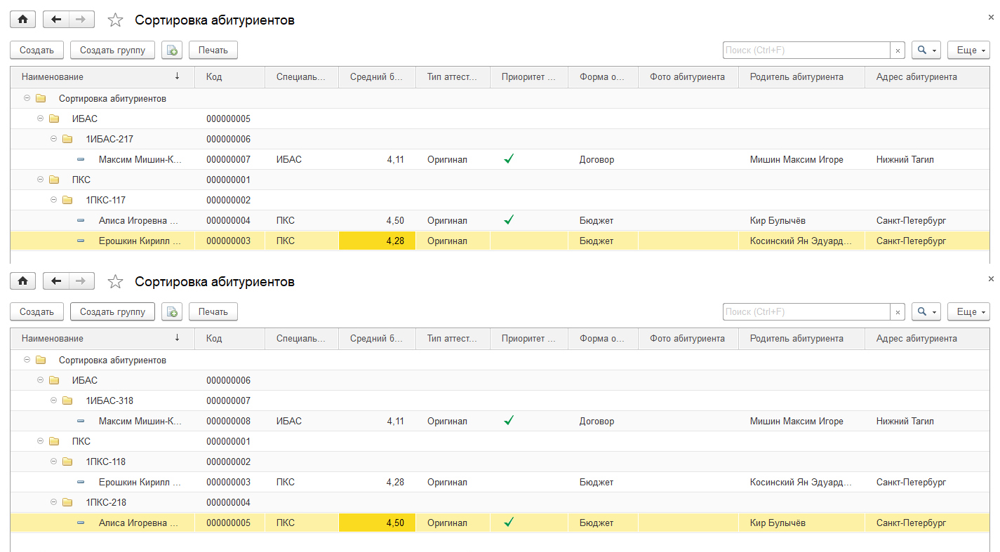 Сортировка абитуриентов
Создать Создать группу Печать Поиск (Ctrl+F) × Еще
Наименование ↓ Код Специаль... Средний б... Тип аттест... Приоритет ... Форма о... Фото абитуриента Родитель абитуриента Адрес абитуриента
Сортировка абитуриентов
ИБАС 000000005
1ИБАС-217 000000006
Максим Мишин-К... 000000007 ИБАС 4,11 Оригинал ✓ Договор Мишин Максим Игоре Нижний Тагил
ПКС 000000001
1ПКС-117 000000002
Алиса Игоревна ... 000000004 ПКС 4,50 Оригинал ✓ Бюджет Кир Булычёв Санкт-Петербург
Ерошкин Кирилл ... 000000003 ПКС 4,28 Оригинал Бюджет Косинский Ян Эдуард... Санкт-Петербург
Сортировка абитуриентов
Создать Создать группу Печать Поиск (Ctrl+F) × Еще
Наименование ↓ Код Специаль... Средний б... Тип аттест... Приоритет ... Форма о... Фото абитуриента Родитель абитуриента Адрес абитуриента
Сортировка абитуриентов
ИБАС 000000006
1ИБАС-318 000000007
Максим Мишин-К... 000000008 ИБАС 4,11 Оригинал ✓ Договор Мишин Максим Игоре Нижний Тагил
ПКС 000000001
1ПКС-118 000000002
Ерошкин Кирилл ... 000000003 ПКС 4,28 Оригинал Бюджет Косинский Ян Эдуард... Санкт-Петербург
1ПКС-218 000000004
Алиса Игоревна ... 000000005 ПКС 4,50 Оригинал ✓ Бюджет Кир Булычёв Санкт-Петербург